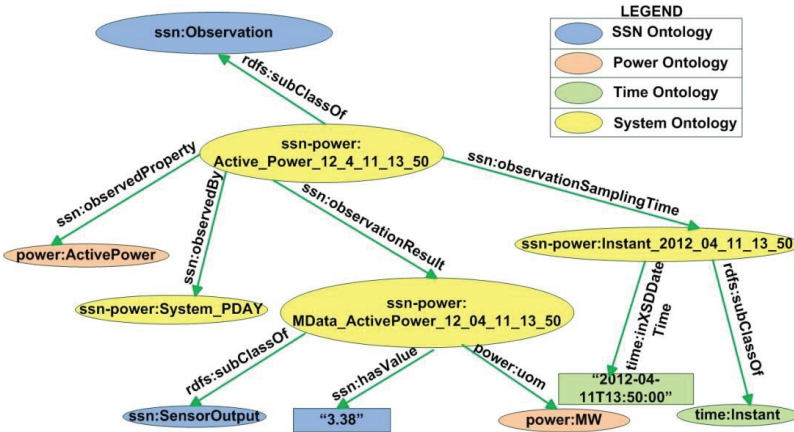 LEGEND
SSN Ontology
Power Ontology
Time Ontology
System Ontology
ssn:Observation
rdfs:subClassOf
ssn-power:
Active_Power_12_4_11_13_50
ssn:observedProperty
ssn:observedBy
ssn:observationResult
ssn:observationSamplingTime
power:ActivePower
ssn-power:System_PDAY
ssn-power:
MData_ActivePower_12_04_11_13_50
ssn-power:Instant_2012_04_11_13_50
rdfs:subClassOf
ssn:hasValue
power:uom
time:inXSDDate
Time
rdfs:subClassOf
ssn:SensorOutput
“3.38”
power:MW
“2012-04-
11T13:50:00”
time:Instant